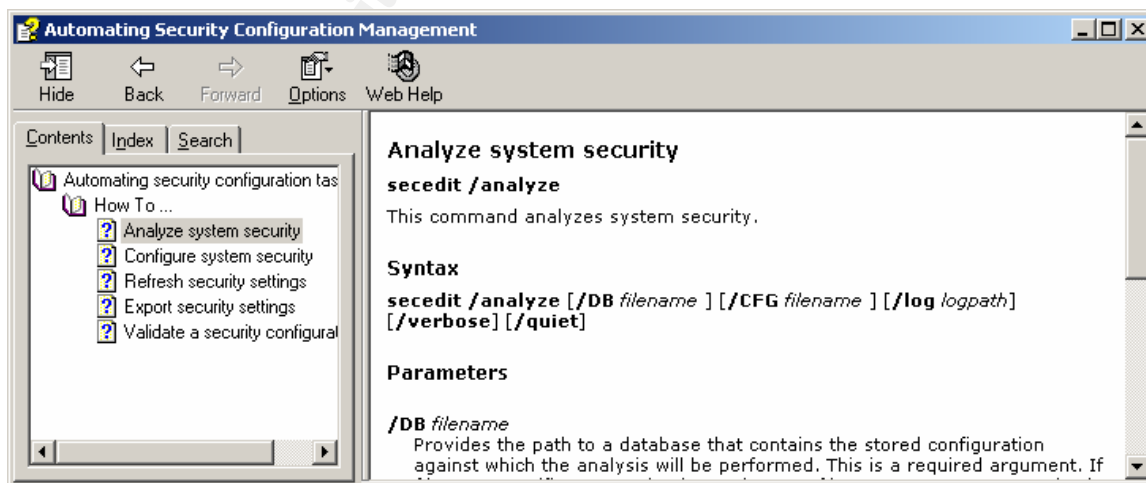 Automating Security Configuration Management
Hide Back Forward Options Web Help
Contents Index Search
Automating security configuration tas
How To ...
Analyze system security
Configure system security
Refresh security settings
Export security settings
Validate a security configurat
Analyze system security
secedit /analyze
This command analyzes system security.
Syntax
secedit /analyze [/DB filename ] [/CFG filename ] [/log logpath]
[/verbose] [/quiet]
Parameters
/DB filename
Provides the path to a database that contains the stored configuration
against which the analysis will be performed. This is a required argument. If